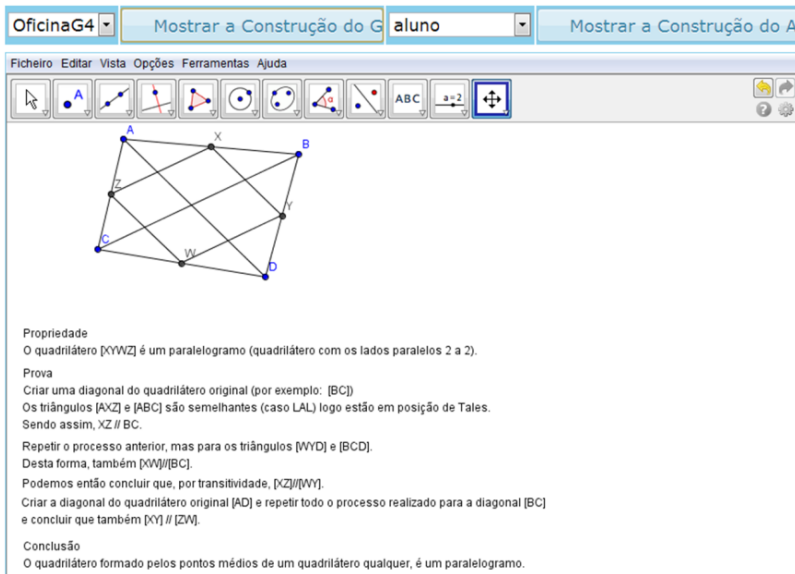 OficinaG4
Mostrar a Construção do G
aluno
Mostrar a Construção do A
Ficheiro Editar Vista Opções Ferramentas Ajuda
A
ABC
a=2
α
A
X
B
Z
Y
C
W
D
Propriedade
O quadrilátero [XYWZ] é um paralelogramo (quadrilátero com os lados paralelos 2 a 2).
Prova
Criar uma diagonal do quadrilátero original (por exemplo: [BC])
Os triângulos [AXZ] e [ABC] são semelhantes (caso LAL) logo estão em posição de Tales.
Sendo assim, XZ // BC.
Repetir o processo anterior, mas para os triângulos [WYD] e [BCD].
Desta forma, também [XW]//[BC].
Podemos então concluir que, por transitividade, [XZ]//[WY].
Criar a diagonal do quadrilátero original [AD] e repetir todo o processo realizado para a diagonal [BC]
e concluir que também [XY] // [ZW].
Conclusão
O quadrilátero formado pelos pontos médios de um quadrilátero qualquer, é um paralelogramo.